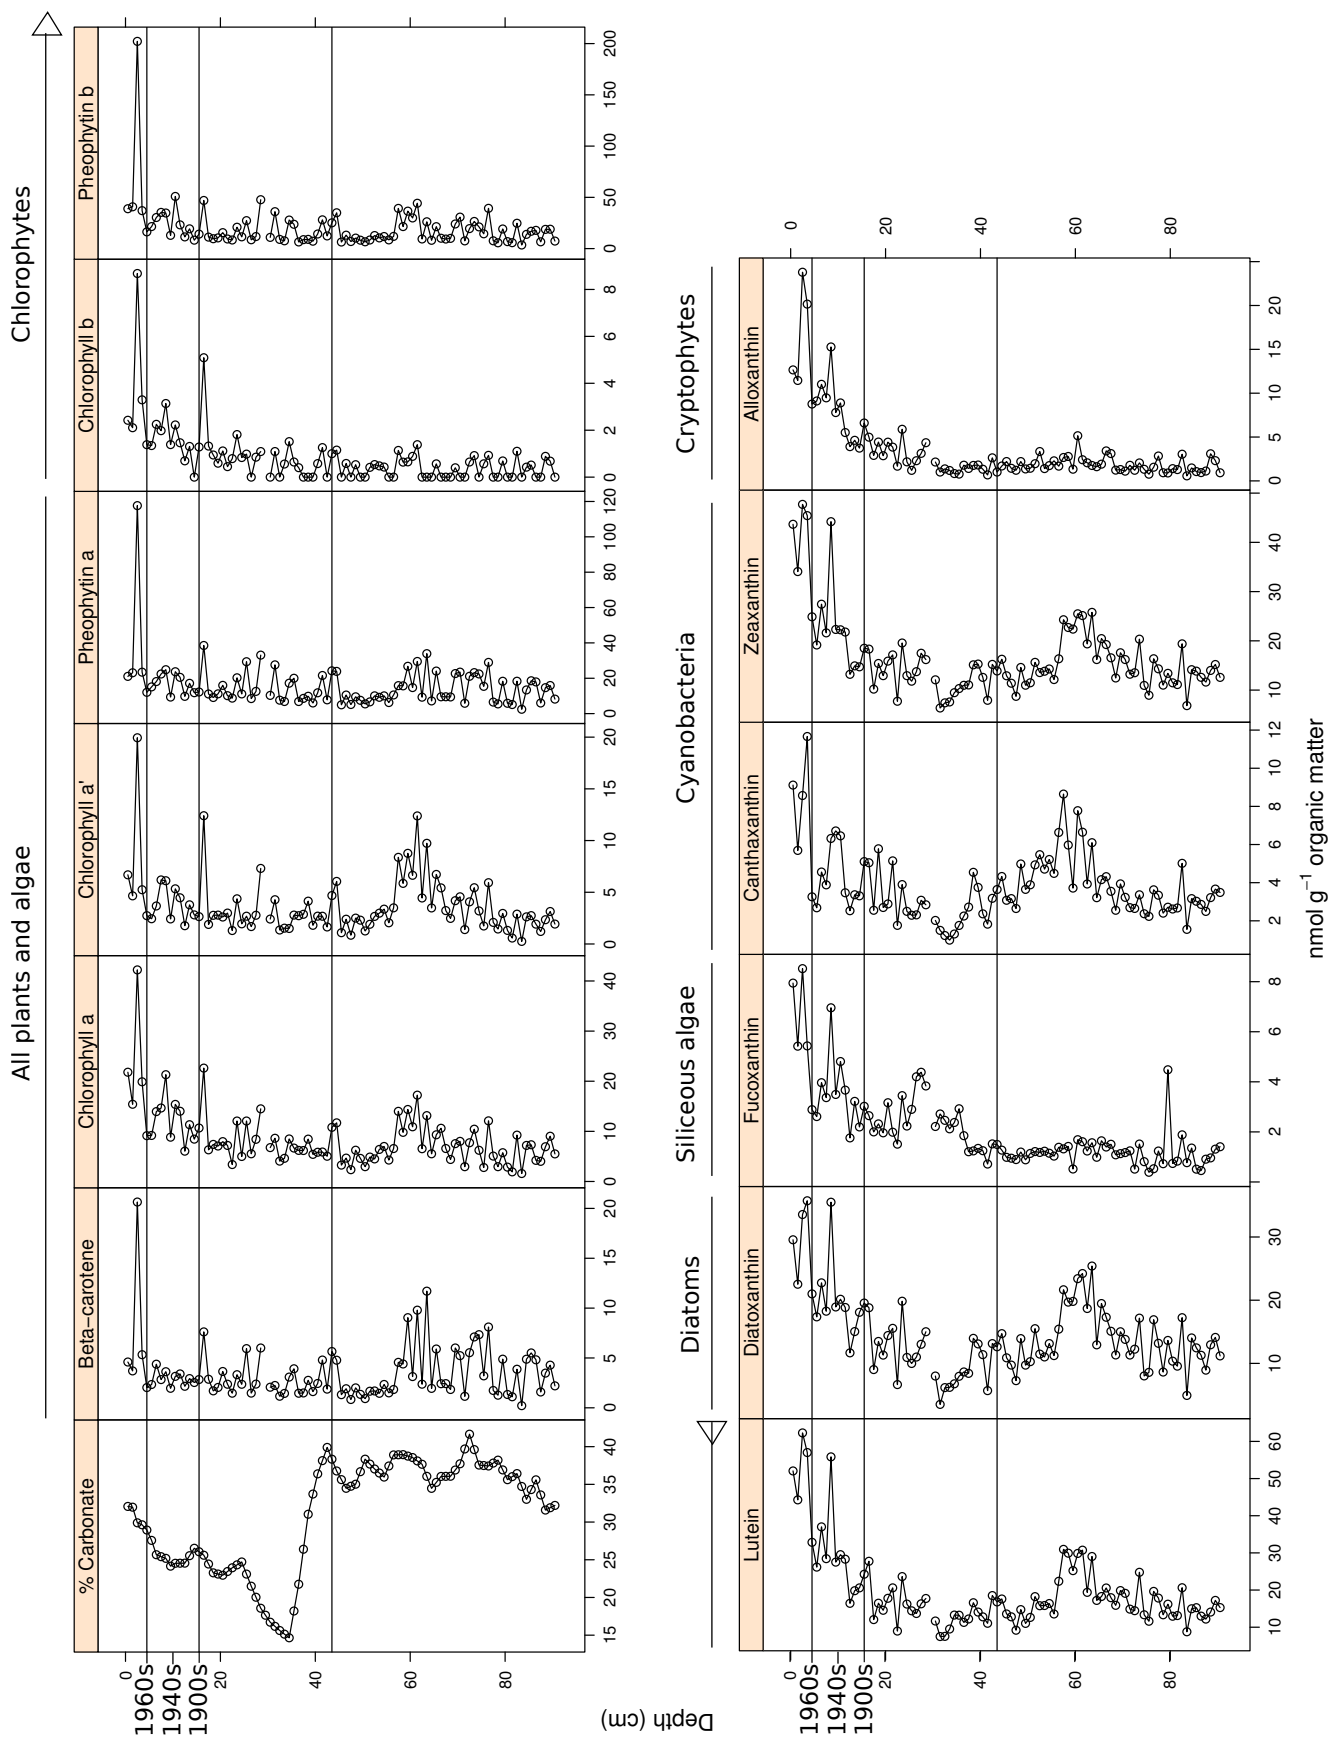 All plants and algae
Chlorophytes
% Carbonate
Beta−carotene
Chlorophyll a
Chlorophyll a'
Pheophytin a
Chlorophyll b
Pheophytin b
0
1960s
1940s
1900s
20
40
60
80
15 20 25 30 35 40
0 5 10 15 20
0 10 20 30 40
0 5 10 15 20
0 20 40 60 80 100 120
0 2 4 6 8
0 50 100 150 200
Depth (cm)
Diatoms
Siliceous algae
Cyanobacteria
Cryptophytes
Lutein
Diatoxanthin
Fucoxanthin
Canthaxanthin
Zeaxanthin
Alloxanthin
0
1960s
1940s
1900s
20
40
60
80
0
20
40
60
80
10 20 30 40 50 60
10 20 30
2 4 6 8
2 4 6 8 10 12
10 20 30 40
0 5 10 15 20
nmol g−1 organic matter